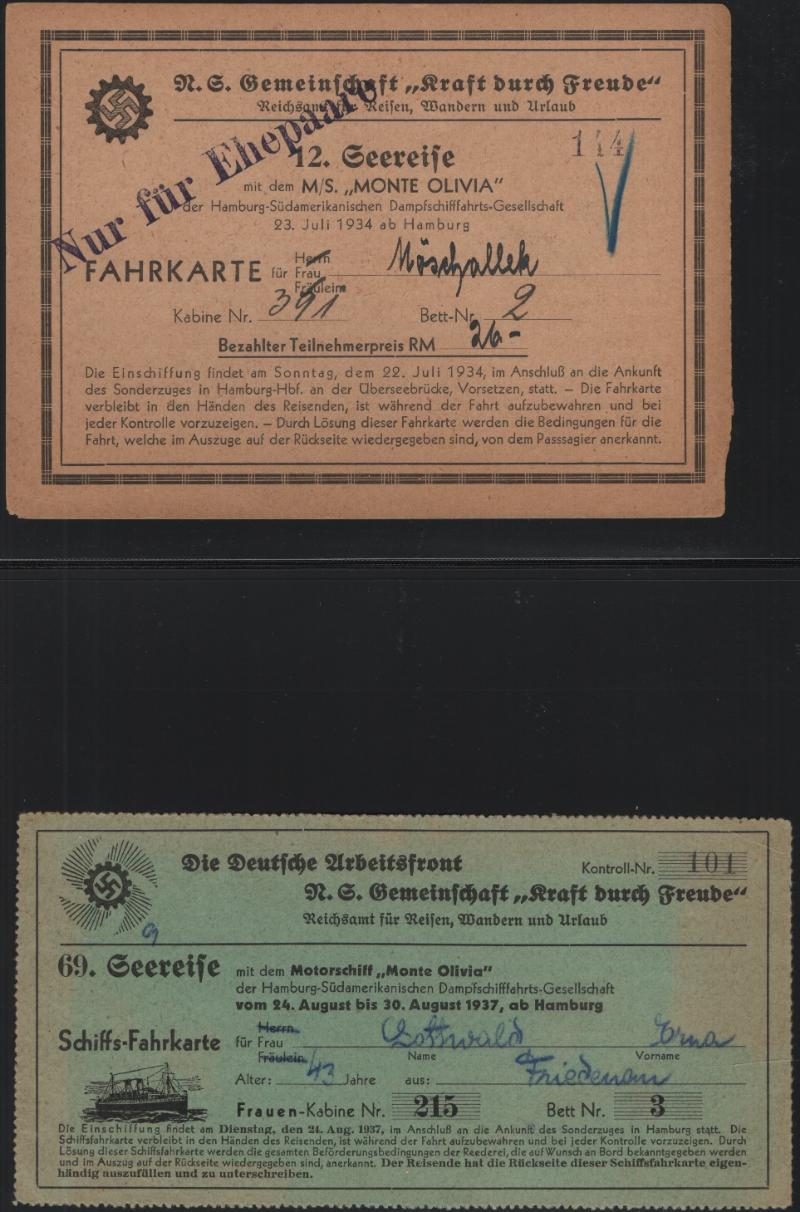 N. S. Gemeinschaft „Kraft durch Freude“
Reichsamt für Reisen, Wandern und Urlaub
Nur für Ehepaare
12. Seereise
144
mit dem M/S. „MONTE OLIVIA“
der Hamburg-Südamerikanischen Dampfschifffahrts-Gesellschaft
23. Juli 1934 ab Hamburg
Herrn
FAHRKARTE für Frau
Fräulein
Kabine Nr. 391 Bett-Nr. 2
Bezahlter Teilnehmerpreis RM 26.-
Die Einschiffung findet am Sonntag, dem 22. Juli 1934, im Anschluß an die Ankunft
des Sonderzuges in Hamburg-Hbf. an der Überseebrücke, Vorsetzen, statt. – Die Fahrkarte
verbleibt in den Händen des Reisenden, ist während der Fahrt aufzubewahren und bei
jeder Kontrolle vorzuzeigen. – Durch Lösung dieser Fahrkarte werden die Bedingungen für die
Fahrt, welche im Auszuge auf der Rückseite wiedergegeben sind, von dem Passsagier anerkannt.
Die Deutsche Arbeitsfront
Kontroll-Nr. 101
N. S. Gemeinschaft „Kraft durch Freude“
Reichsamt für Reisen, Wandern und Urlaub
9
69. Seereise mit dem Motorschiff „Monte Olivia“
der Hamburg-Südamerikanischen Dampfschifffahrts-Gesellschaft
vom 24. August bis 30. August 1937, ab Hamburg
Herrn
Schiffs-Fahrkarte für Frau Gottwald Erna
Fräulein Name Vorname
Alter: 43 Jahre aus: Friedenau
Frauen-Kabine Nr. 215 Bett Nr. 3
Die Einschiffung findet am Dienstag, den 24. Aug. 1937, im Anschluß an die Ankunft des Sonderzuges in Hamburg statt. Die
Schiffsfahrkarte verbleibt in den Händen des Reisenden, ist während der Fahrt aufzubewahren und bei jeder Kontrolle vorzuzeigen. Durch
Lösung dieser Schiffsfahrkarte werden die gesamten Beförderungsbedingungen der Reederei, die auf Wunsch an Bord bekanntgegeben werden
und im Auszug auf der Rückseite wiedergegeben sind, anerkannt. Der Reisende hat die Rückseite dieser Schiffsfahrkarte eigen-
händig auszufüllen und zu unterschreiben.